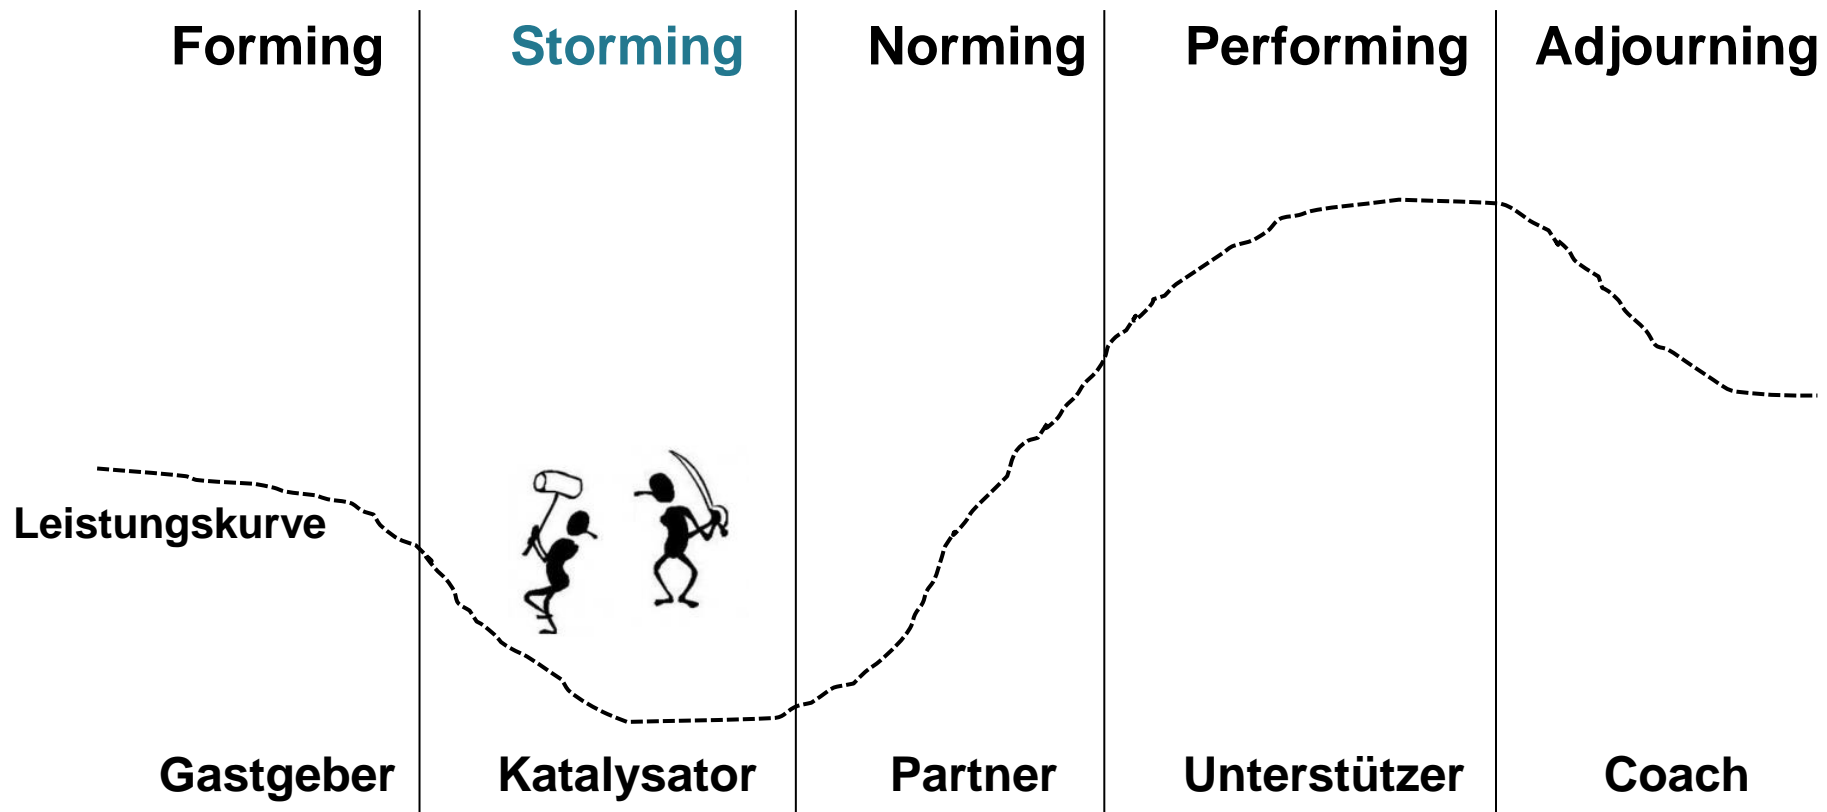 Forming Storming Norming Performing Adjourning
Leistungskurve
Gastgeber Katalysator Partner Unterstützer Coach